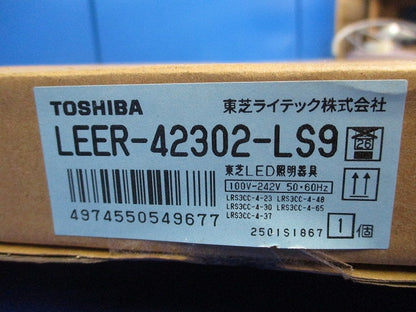 TOSHIBA 東芝ライテック株式会社
LEER-42302-LS9
東芝LED照明器具
100V-242V 50・60Hz
LRS3CC-4-23 LRS3CC-4-48
LRS3CC-4-30 LRS3CC-4-65
LRS3CC-4-37
4974550549677
1個
2501S1867